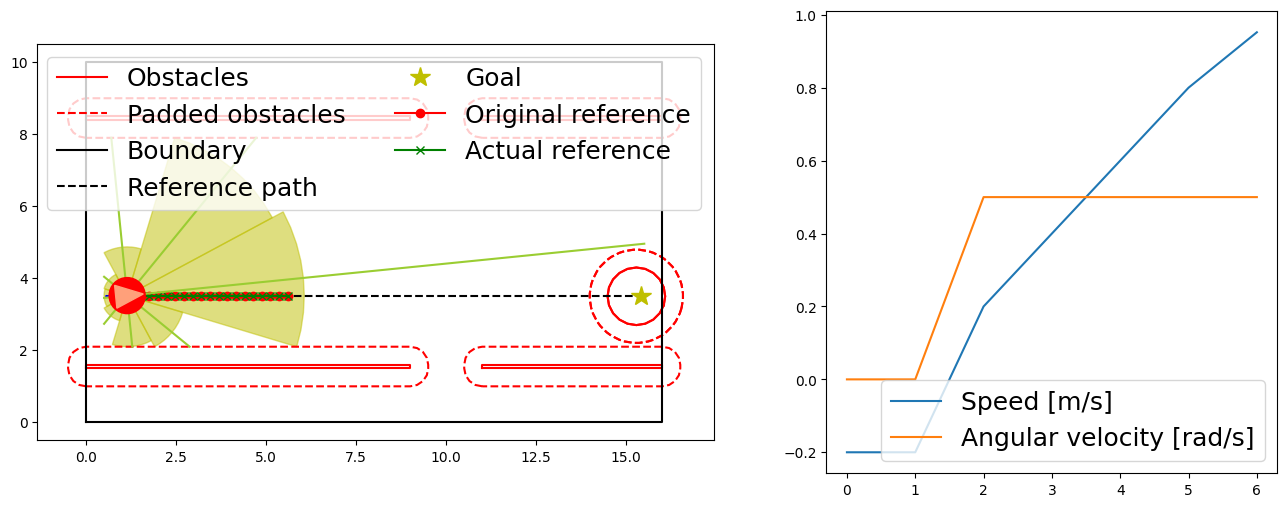 Obstacles
Padded obstacles
Boundary
Reference path
Goal
Original reference
Actual reference
10
8
6
4
2
0
0.0 2.5 5.0 7.5 10.0 12.5 15.0
1.0
0.8
0.6
0.4
0.2
0.0
−0.2
Speed [m/s]
Angular velocity [rad/s]
0 1 2 3 4 5 6